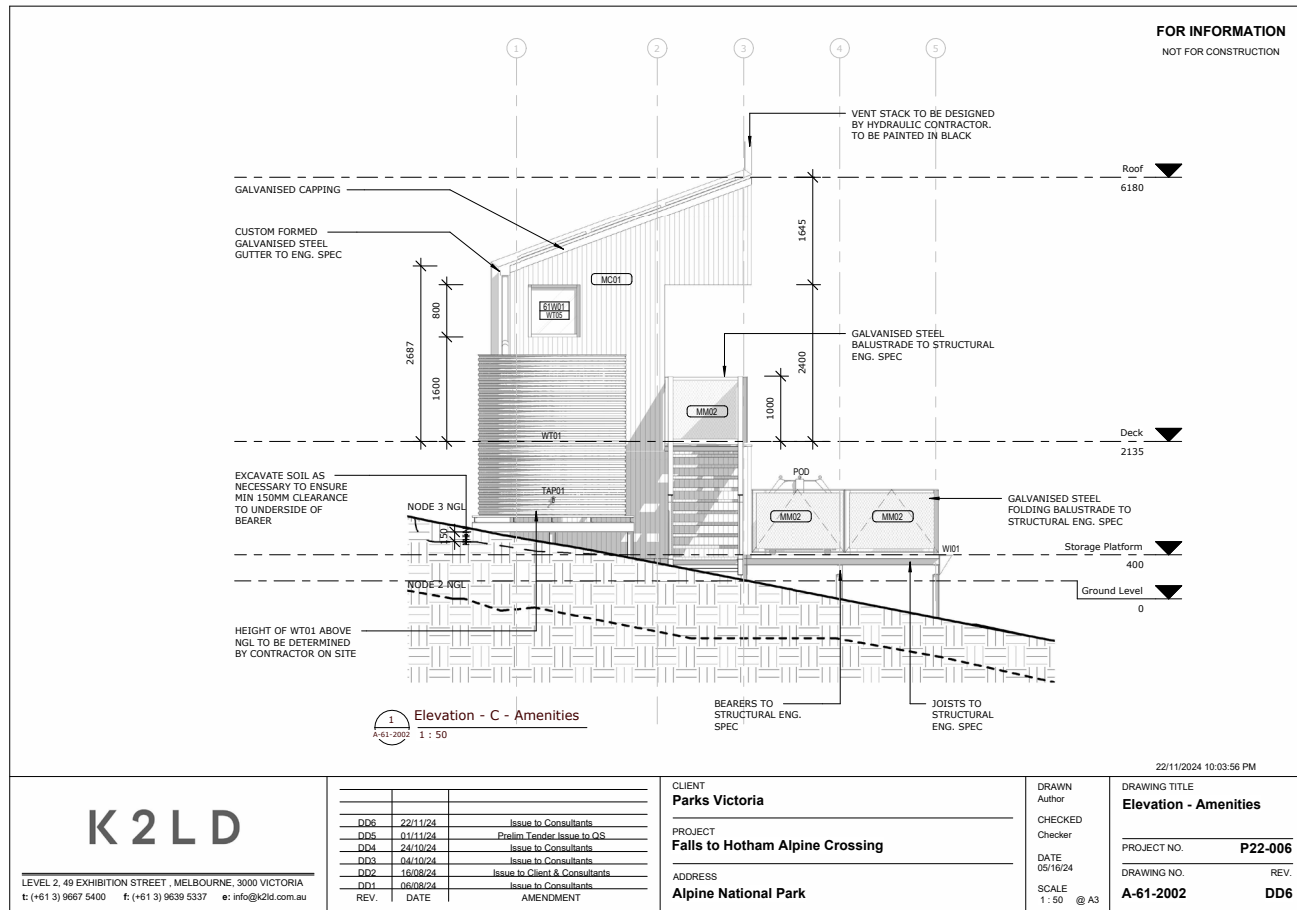 FOR INFORMATION
NOT FOR CONSTRUCTION
1
2
3
4
5
VENT STACK TO BE DESIGNED
BY HYDRAULIC CONTRACTOR.
TO BE PAINTED IN BLACK
Roof
6180
GALVANISED CAPPING
CUSTOM FORMED
GALVANISED STEEL
GUTTER TO ENG. SPEC
1645
MC01
61W01
WT05
800
2687
1600
GALVANISED STEEL
BALUSTRADE TO STRUCTURAL
ENG. SPEC
2400
1000
MM02
WT01
Deck
2135
EXCAVATE SOIL AS
NECESSARY TO ENSURE
MIN 150MM CLEARANCE
TO UNDERSIDE OF
BEARER
TAP01
POD
NODE 3 NGL
MM02
MM02
GALVANISED STEEL
FOLDING BALUSTRADE TO
STRUCTURAL ENG. SPEC
150
WI01
Storage Platform
400
NODE 2 NGL
Ground Level
0
HEIGHT OF WT01 ABOVE
NGL TO BE DETERMINED
BY CONTRACTOR ON SITE
BEARERS TO
STRUCTURAL ENG.
SPEC
JOISTS TO
STRUCTURAL
ENG. SPEC
1
A-61-2002
Elevation - C - Amenities
1 : 50
22/11/2024 10:03:56 PM
K2LD
LEVEL 2, 49 EXHIBITION STREET , MELBOURNE, 3000 VICTORIA
t: (+61 3) 9667 5400 f: (+61 3) 9639 5337 e: info@k2ld.com.au
DD6 22/11/24 Issue to Consultants
DD5 01/11/24 Prelim Tender Issue to QS
DD4 24/10/24 Issue to Consultants
DD3 04/10/24 Issue to Consultants
DD2 16/08/24 Issue to Client & Consultants
DD1 06/08/24 Issue to Consultants
REV. DATE AMENDMENT
CLIENT
Parks Victoria
PROJECT
Falls to Hotham Alpine Crossing
ADDRESS
Alpine National Park
DRAWN
Author
CHECKED
Checker
DATE
05/16/24
SCALE
1 : 50 @ A3
DRAWING TITLE
Elevation - Amenities
PROJECT NO. P22-006
DRAWING NO. REV.
A-61-2002 DD6